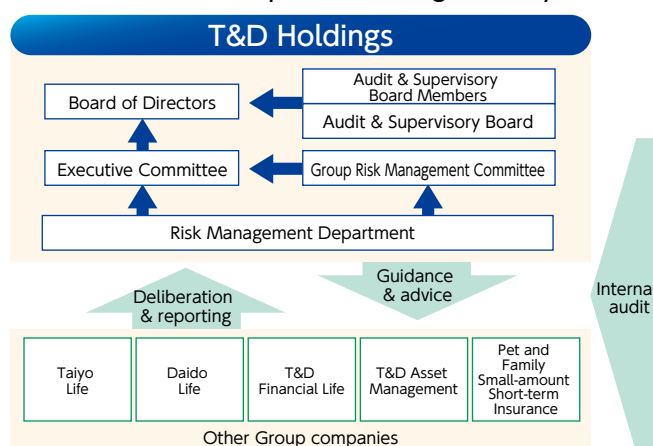 T&D Holdings
Audit & Supervisory
Board Members
Board of Directors
Audit & Supervisory Board
Executive Committee
Group Risk Management Committee
Risk Management Department
Deliberation
& reporting
Guidance
& advice
Interna
audit
Taiyo
Life
Daido
Life
T&D
Financial Life
T&D Asset
Management
Pet and
Family
Small-amount
Short-term
Insurance
Other Group companies